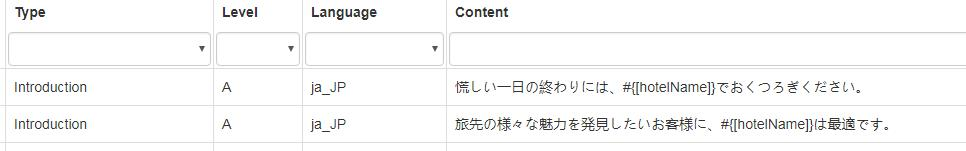 Type Level Language Content
Introduction A ja_JP 慌しい一日の終わりには、#{[hotelName]}でおくつろぎください。
Introduction A ja_JP 旅先の様々な魅力を発見したいお客様に、#{[hotelName]}は最適です。